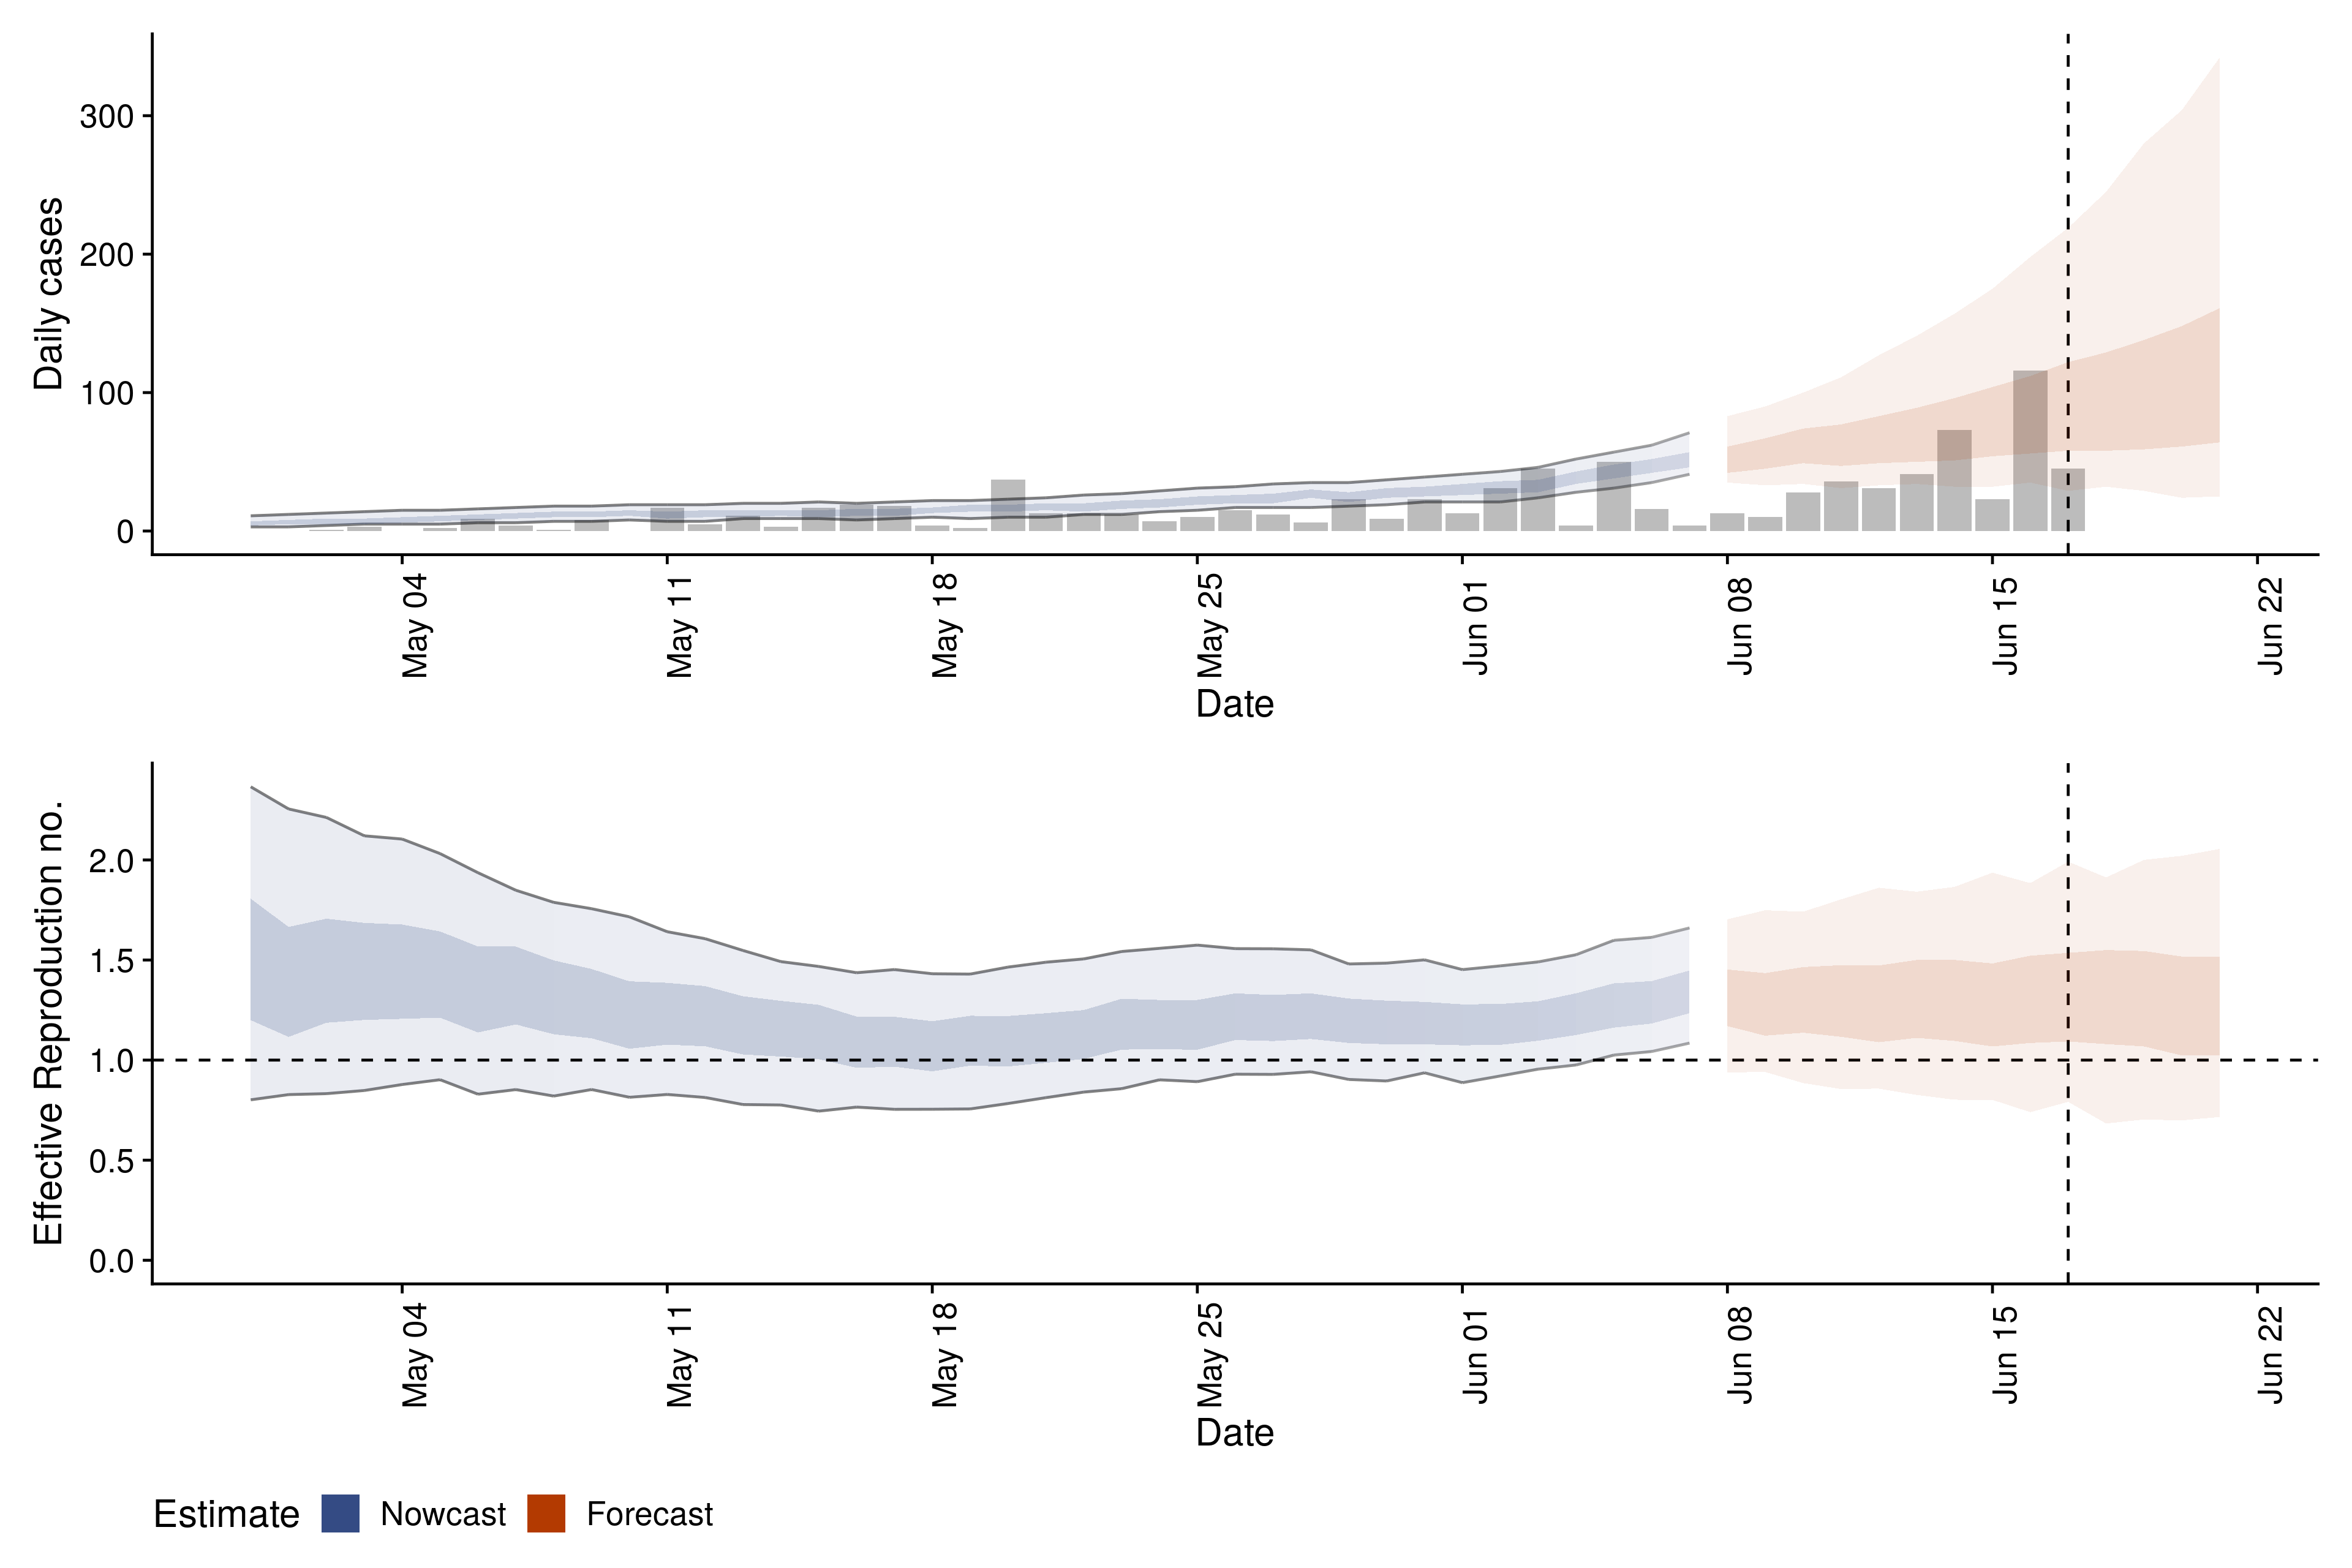 300
200
100
0
Daily cases
May 04 May 11 May 18 May 25 Jun 01 Jun 08 Jun 15 Jun 22
Date
2.0
1.5
1.0
0.5
0.0
Effective Reproduction no.
May 04 May 11 May 18 May 25 Jun 01 Jun 08 Jun 15 Jun 22
Date
Estimate Nowcast Forecast